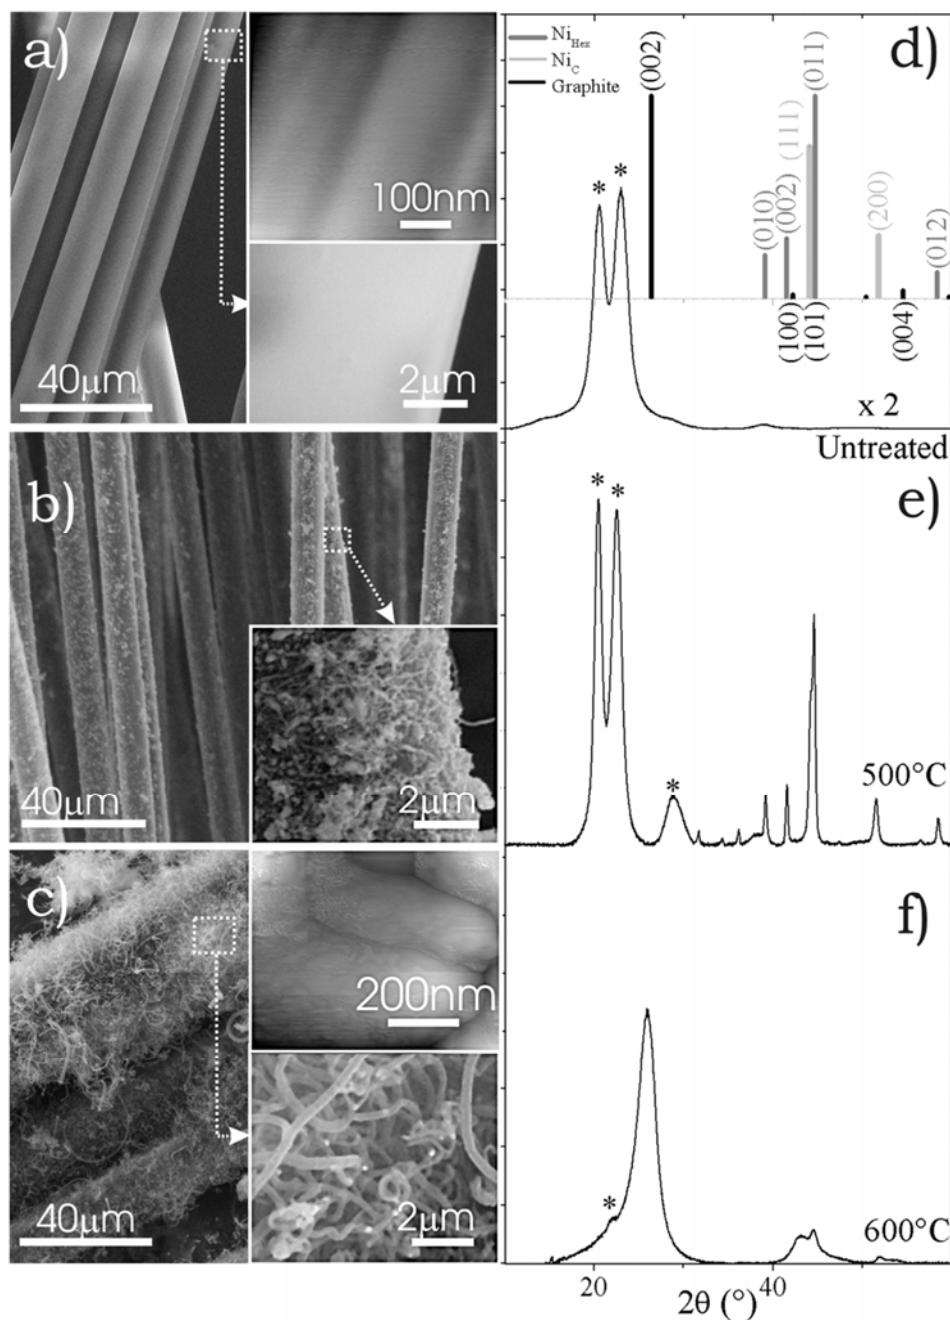 a)
100nm
40µm
2µm
b)
40µm
2µm
c)
200nm
40µm
2µm
d)
Ni_Hex
Ni_C
Graphite
(002)
(010)
(002)
(111)
(011)
(200)
(012)
* *
(100)
(101)
(004)
x 2
Untreated
e)
* *
*
500°C
f)
*
600°C
20 40
2θ (°)